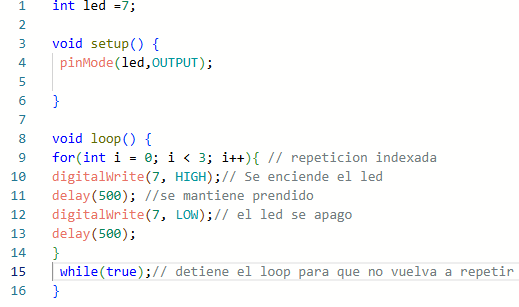 1 int led =7;
2
3 void setup() {
4 pinMode(led,OUTPUT);
5
6 }
7
8 void loop() {
9 for(int i = 0; i < 3; i++){ // repeticion indexada
10 digitalWrite(7, HIGH);// Se enciende el led
11 delay(500); //se mantiene prendido
12 digitalWrite(7, LOW);// el led se apago
13 delay(500);
14 }
15 while(true);// detiene el loop para que no vuelva a repetir
16 }